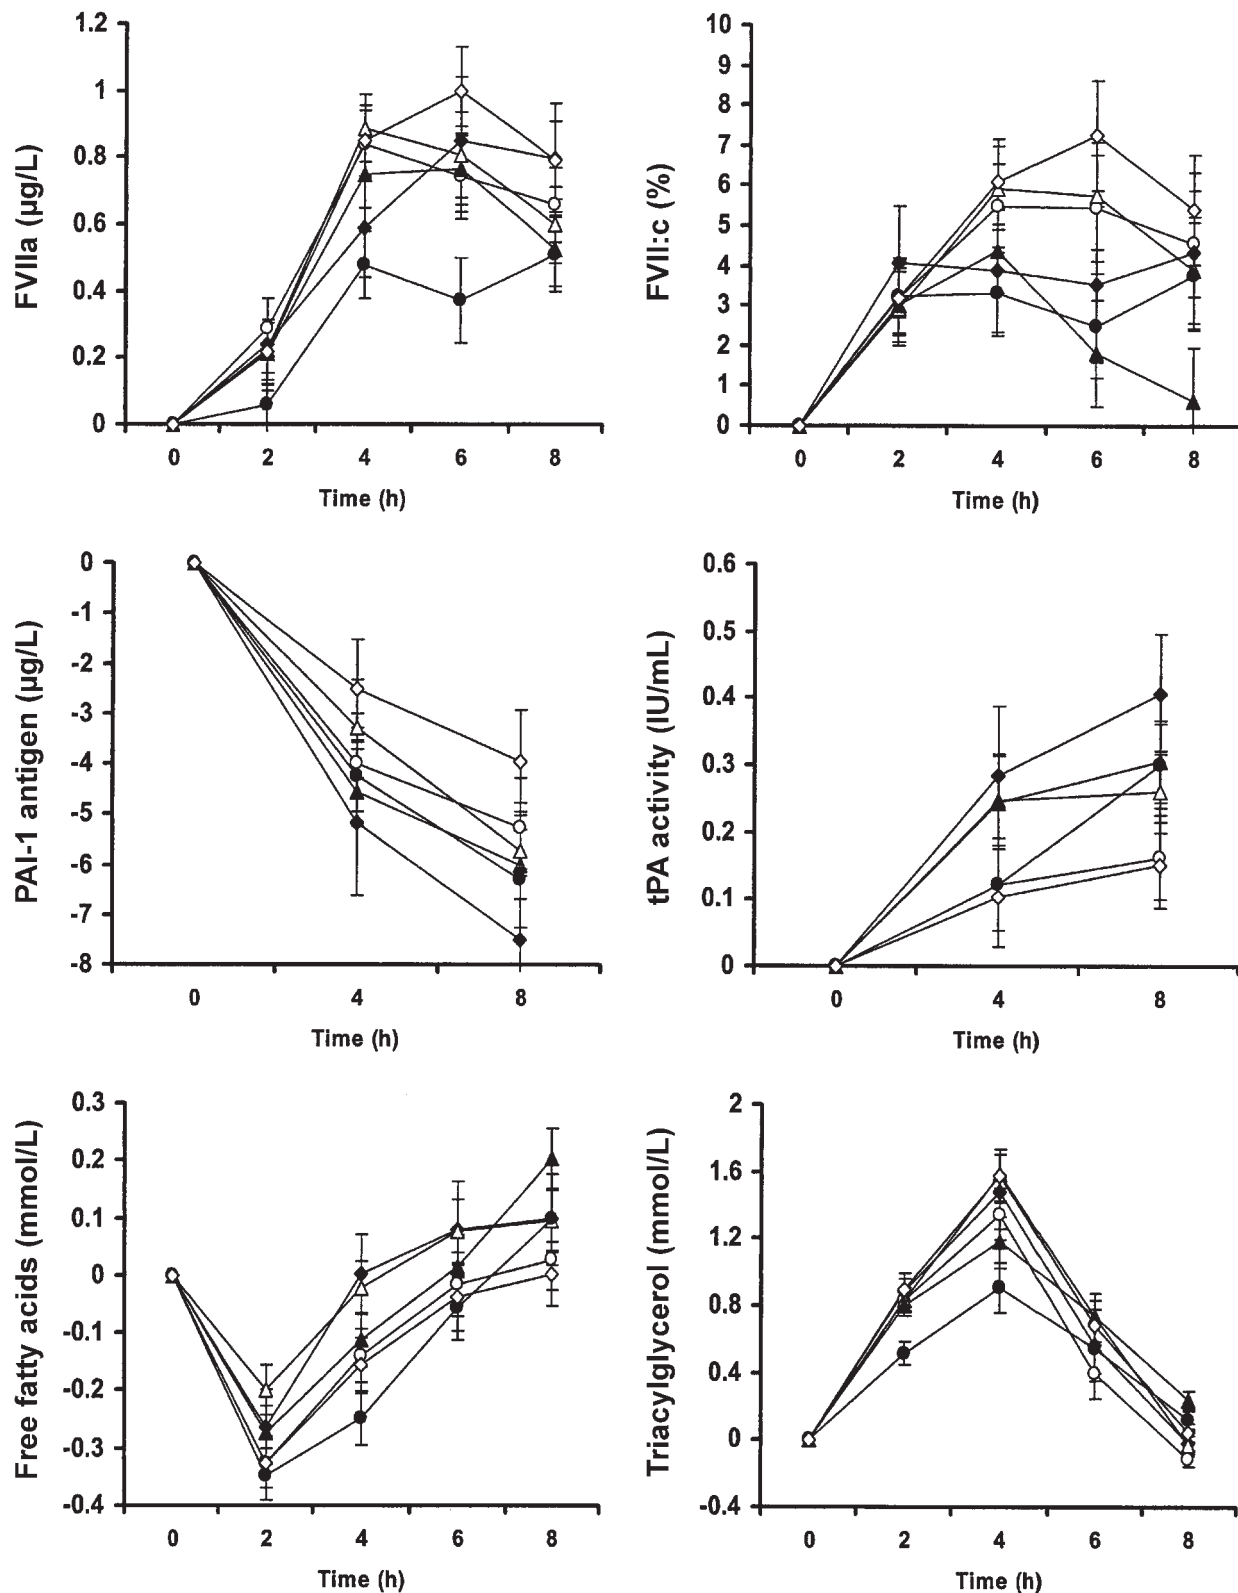 FVIIa (µg/L)
1.2
1
0.8
0.6
0.4
0.2
0
0 2 4 6 8
Time (h)
FVII:c (%)
10
9
8
7
6
5
4
3
2
1
0
0 2 4 6 8
Time (h)
PAI-1 antigen (µg/L)
0
-1
-2
-3
-4
-5
-6
-7
-8
0 4 8
Time (h)
tPA activity (IU/mL)
0.6
0.5
0.4
0.3
0.2
0.1
0
0 4 8
Time (h)
Free fatty acids (mmol/L)
0.3
0.2
0.1
0
-0.1
-0.2
-0.3
-0.4
0 2 4 6 8
Time (h)
Triacylglycerol (mmol/L)
2
1.6
1.2
0.8
0.4
0
-0.4
0 2 4 6 8
Time (h)